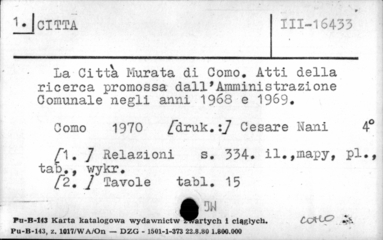 1. CITTA III-16433
La Città Murata di Como. Atti della
ricerca promossa dall'Amministrazione
Comunale negli anni 1968 e 1969.
Como 1970 [druk.:] Cesare Nani 4°
[1.] Relazioni s. 334. il.,mapy, pl.,
tab., wykr.
[2.] Tavole tabl. 15
Pu-B-143 Karta katalogowa wydawnictw zwartych i ciągłych.
Pu-B-143, z. 1017/WA/On — DZG - 1501-1-373 22.8.80 1.800.000